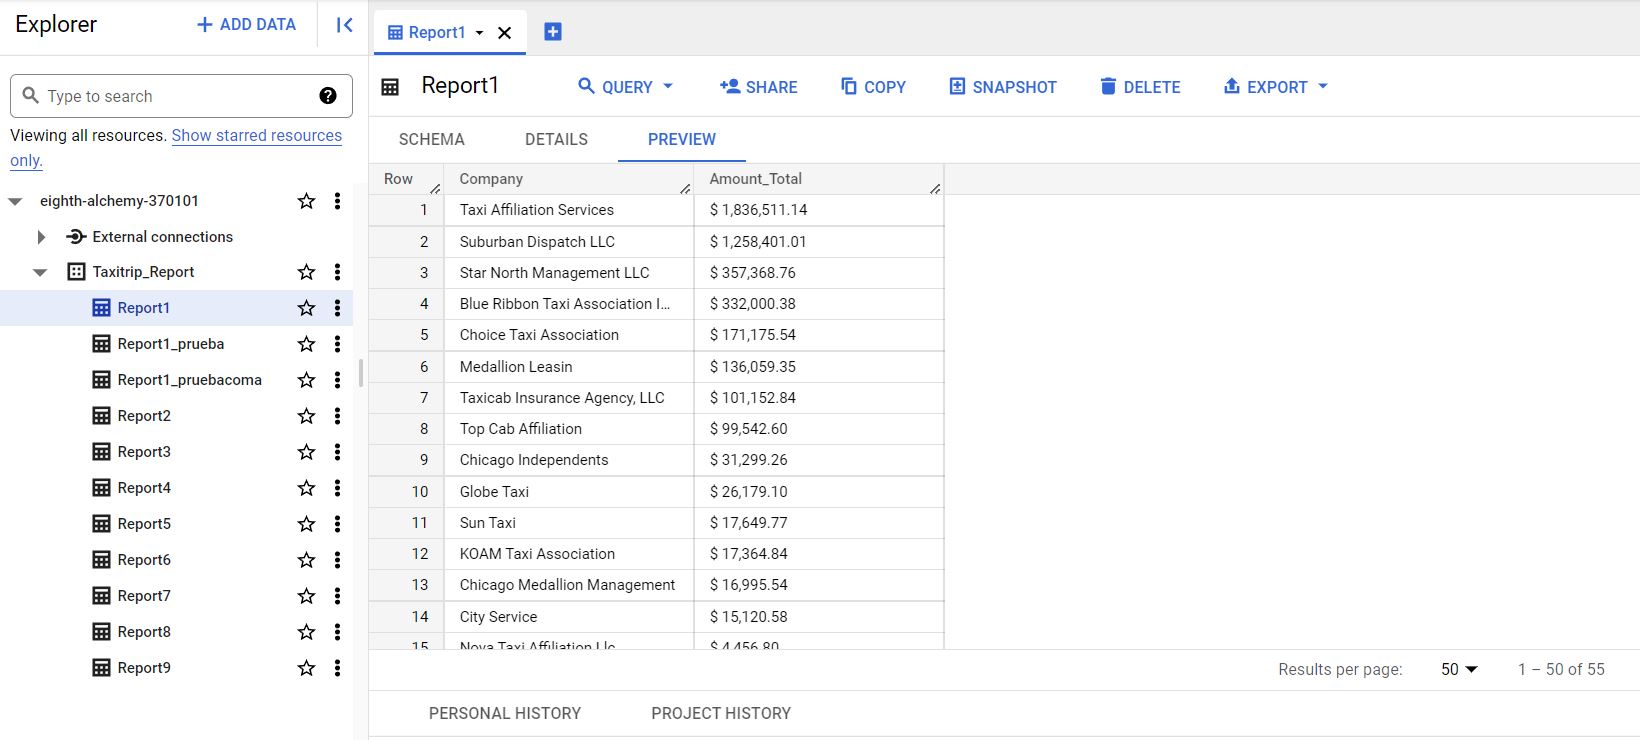 Explorer
ADD DATA
Type to search
Viewing all resources. Show starred resources
only.
eighth-alchemy-370101
External connections
Taxitrip_Report
Report1
Report1_prueba
Report1_pruebacoma
Report2
Report3
Report4
Report5
Report6
Report7
Report8
Report9
Report1
Report1
QUERY SHARE COPY SNAPSHOT DELETE EXPORT
SCHEMA DETAILS PREVIEW
Row Company Amount_Total
1 Taxi Affiliation Services $ 1,836,511.14
2 Suburban Dispatch LLC $ 1,258,401.01
3 Star North Management LLC $ 357,368.76
4 Blue Ribbon Taxi Association I... $ 332,000.38
5 Choice Taxi Association $ 171,175.54
6 Medallion Leasin $ 136,059.35
7 Taxicab Insurance Agency, LLC $ 101,152.84
8 Top Cab Affiliation $ 99,542.60
9 Chicago Independents $ 31,299.26
10 Globe Taxi $ 26,179.10
11 Sun Taxi $ 17,649.77
12 KOAM Taxi Association $ 17,364.84
13 Chicago Medallion Management $ 16,995.54
14 City Service $ 15,120.58
15 Nova Taxi Affiliation Llc $ 4,456.80
Results per page: 50 1 – 50 of 55
PERSONAL HISTORY PROJECT HISTORY